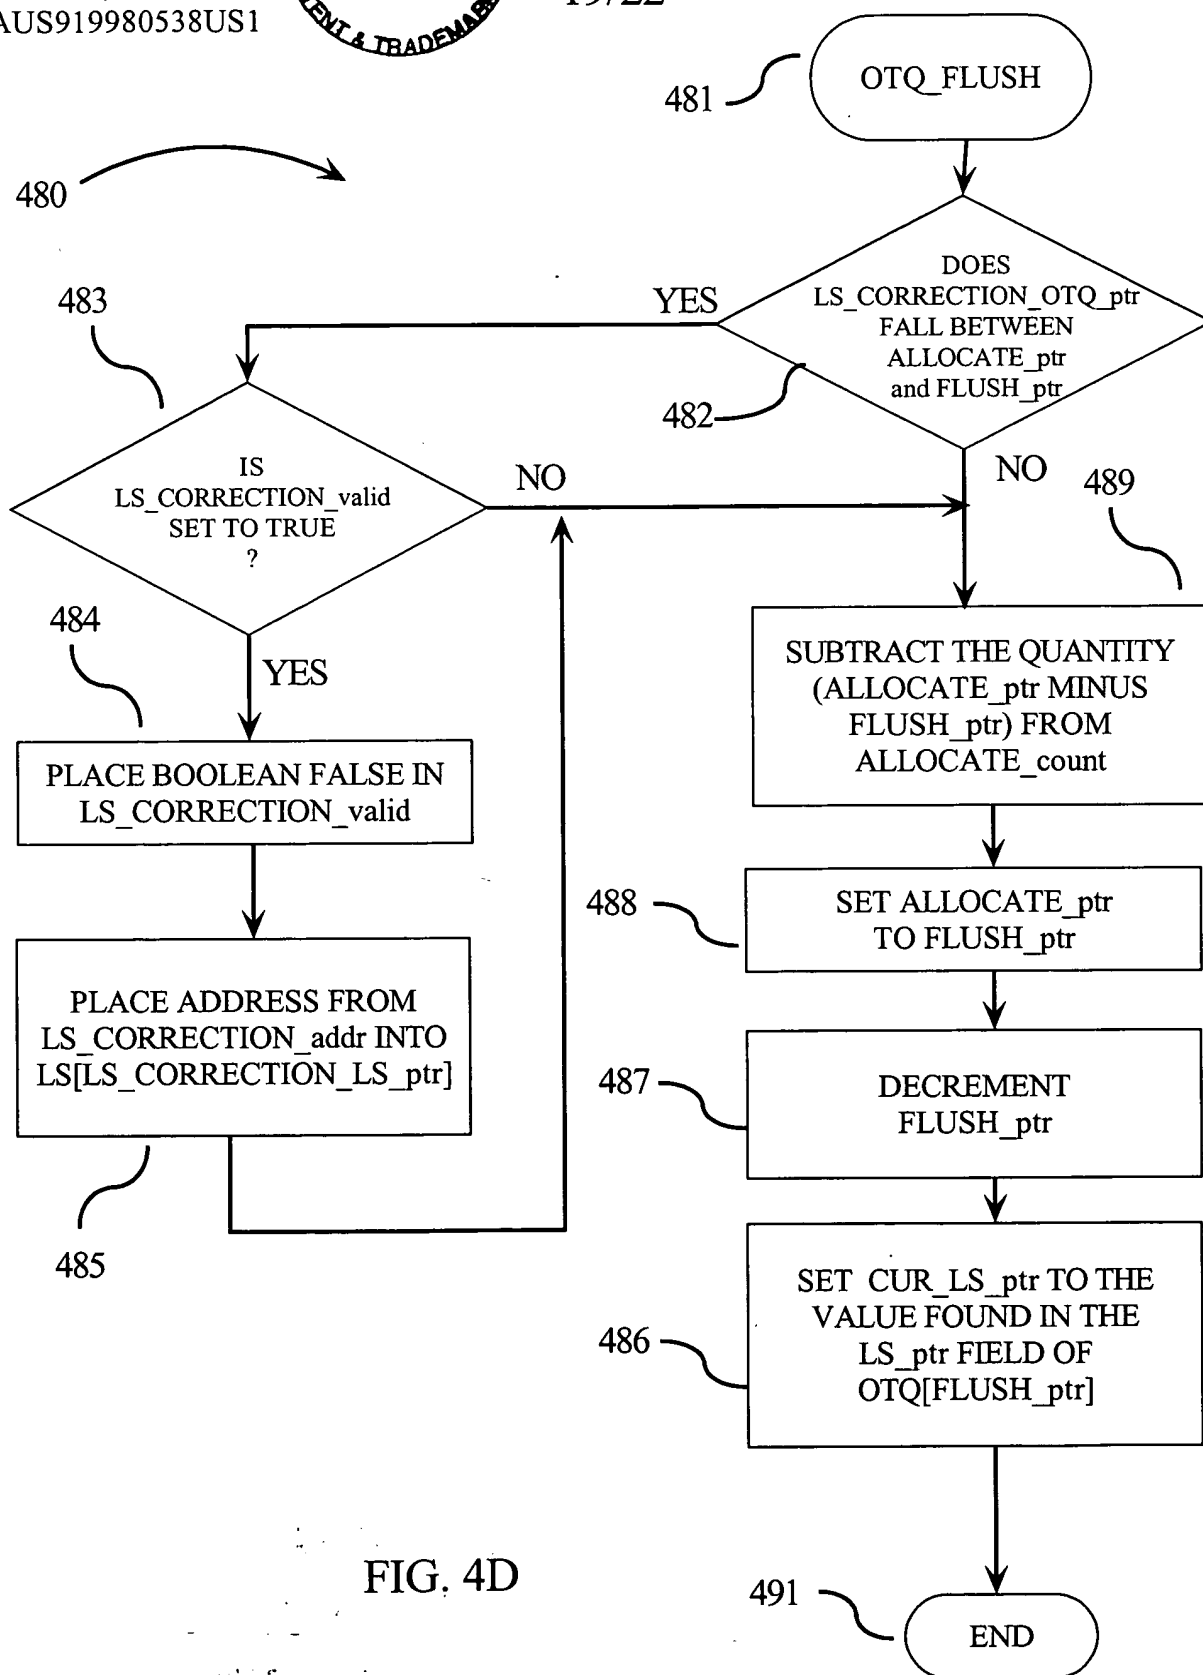 AUS919980538US1
& TRADEMARK
19/22
481
OTQ_FLUSH
480
DOES
LS_CORRECTION_OTQ_ptr
FALL BETWEEN
ALLOCATE_ptr
and FLUSH_ptr
YES
482
483
NO
489
IS
LS_CORRECTION_valid
SET TO TRUE
?
NO
484
YES
SUBTRACT THE QUANTITY
(ALLOCATE_ptr MINUS
FLUSH_ptr) FROM
ALLOCATE_count
PLACE BOOLEAN FALSE IN
LS_CORRECTION_valid
488
SET ALLOCATE_ptr
TO FLUSH_ptr
PLACE ADDRESS FROM
LS_CORRECTION_addr INTO
LS[LS_CORRECTION_LS_ptr]
487
DECREMENT
FLUSH_ptr
485
486
SET CUR_LS_ptr TO THE
VALUE FOUND IN THE
LS_ptr FIELD OF
OTQ[FLUSH_ptr]
FIG. 4D
491
END